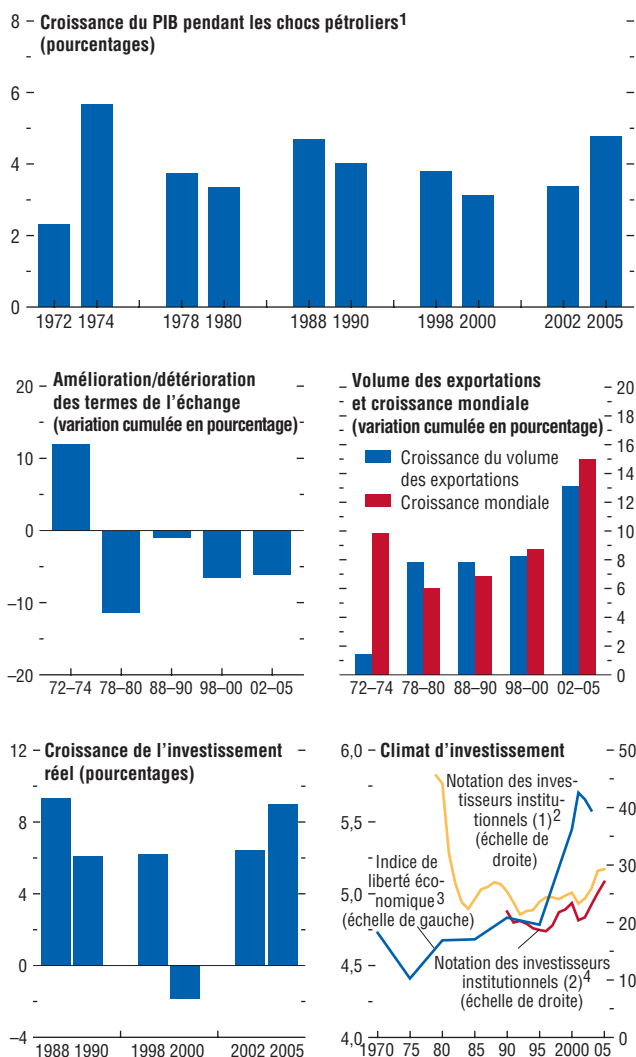 Croissance du PIB pendant les chocs pétroliers1
(pourcentages)
8
6
4
2
0
8
6
4
2
0
1972 1974 1978 1980 1988 1990 1998 2000 2002 2005
Amélioration/détérioration
des termes de l'échange
(variation cumulée en pourcentage)
20
10
0
–10
–20
72–74 78–80 88–90 98–00 02–05
Volume des exportations
et croissance mondiale
(variation cumulée en pourcentage)
Croissance du volume
des exportations
Croissance mondiale
20
18
16
14
12
10
8
6
4
2
0
72–74 78–80 88–90 98–00 02–05
Croissance de l'investissement
réel (pourcentages)
12
8
4
0
–4
1988 1990 1998 2000 2002 2005
Climat d'investissement
6,0
5,5
5,0
4,5
4,0
Notation des inves-
tisseurs institu-
tionnels (1)2
(échelle de
droite)
Indice de
liberté éco-
nomique3
(échelle de gauche)
Notation des investisseurs
institutionnels (2)4
(échelle de droite)
50
40
30
20
10
0
1970 75 80 85 90 95 2000 05